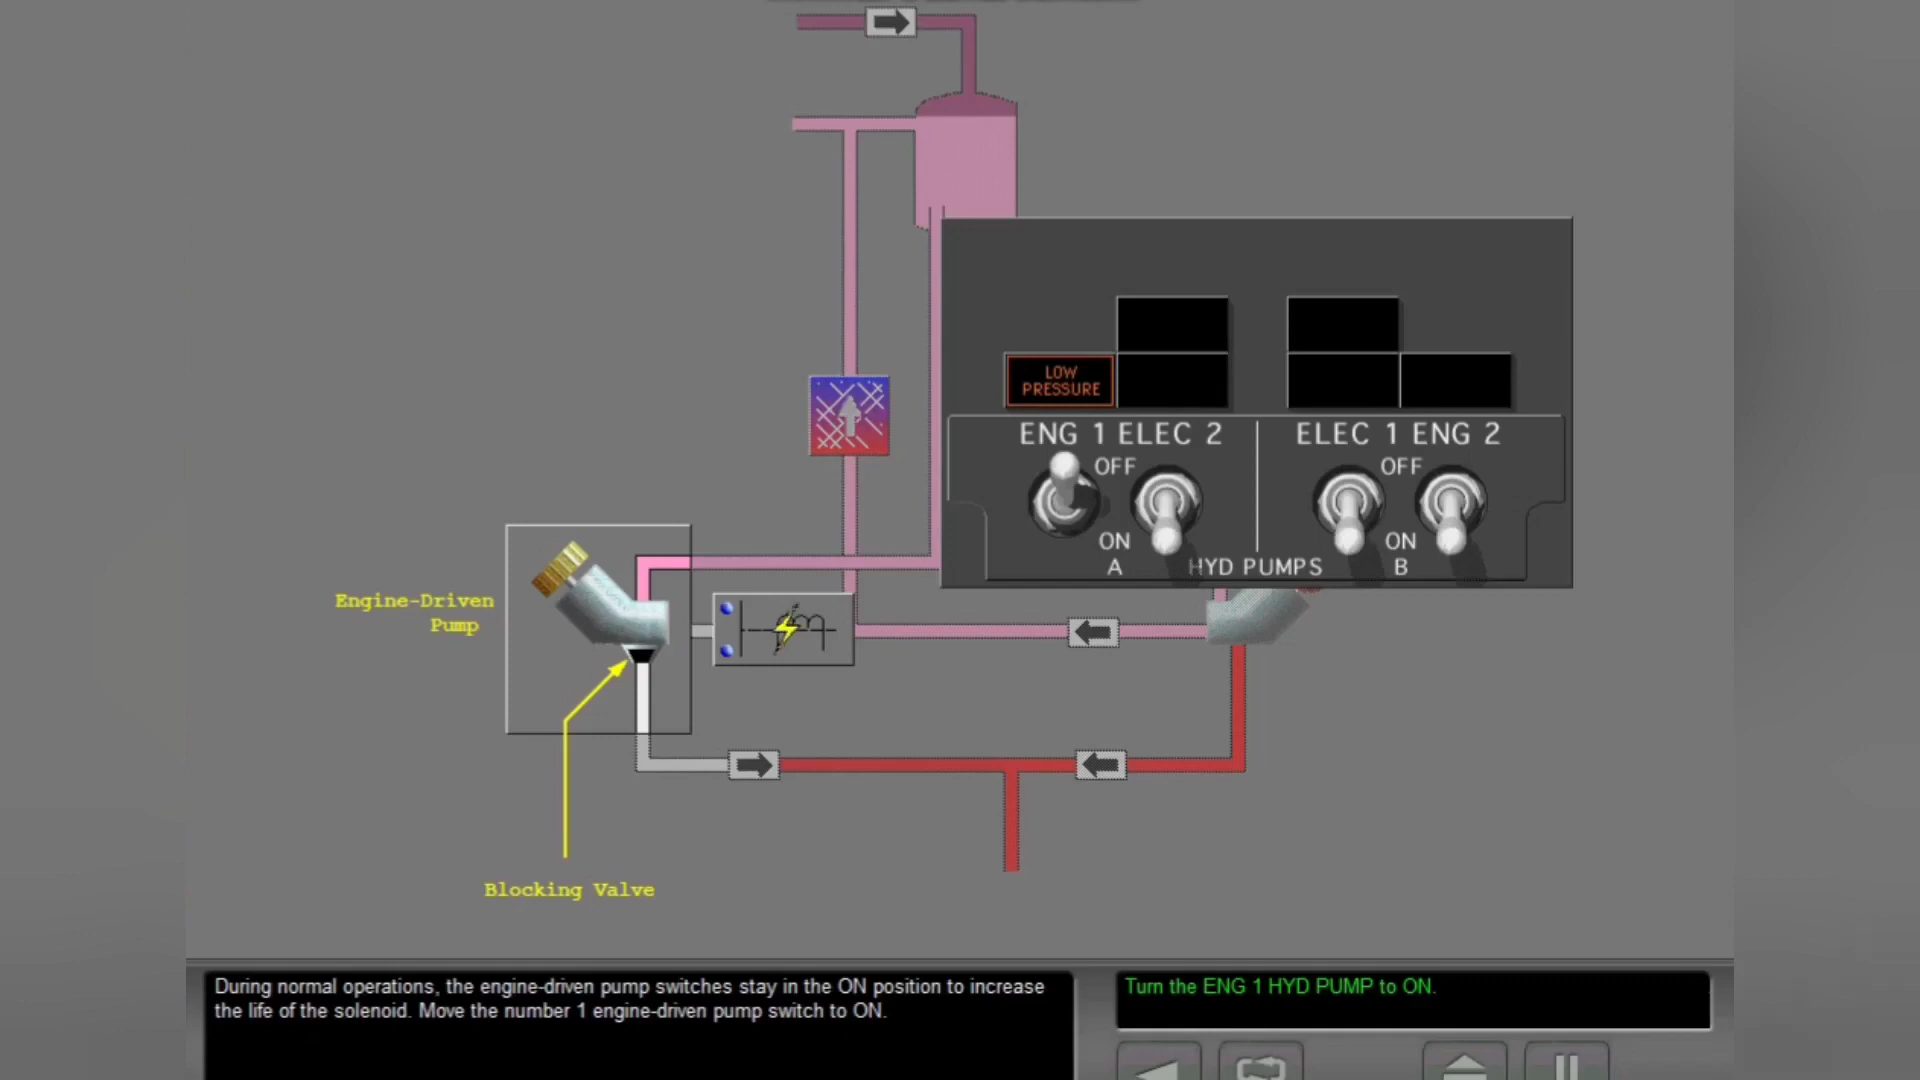 LOW
PRESSURE
ENG 1 ELEC 2
ELEC 1 ENG 2
OFF
OFF
ON
ON
A
HYD PUMPS
B
Engine-Driven
Pump
Blocking Valve
During normal operations, the engine-driven pump switches stay in the ON position to increase
the life of the solenoid. Move the number 1 engine-driven pump switch to ON.
Turn the ENG 1 HYD PUMP to ON.